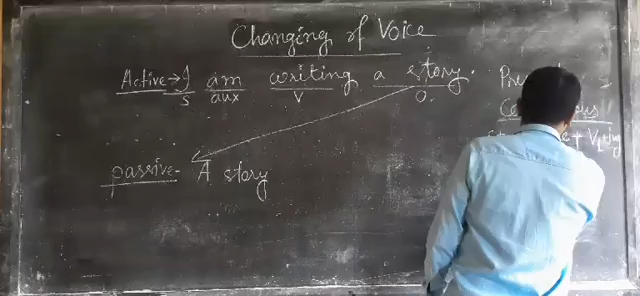 Changing of Voice
Active → I am writing a story.
S aux V O.
passive - A story